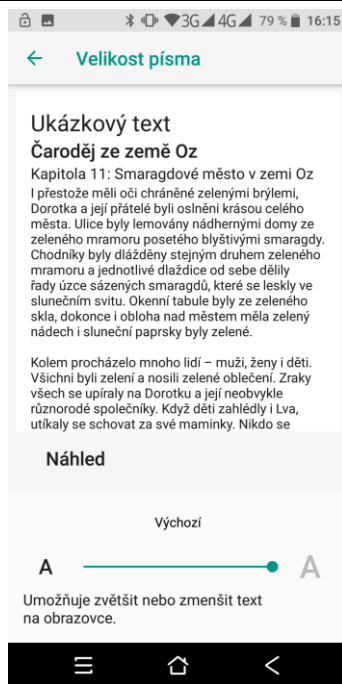 3G 4G 79 % 16:15
Velikost písma
Ukázkový text
Čaroděj ze země Oz
Kapitola 11: Smaragdové město v zemi Oz
I přestože měli oči chráněné zelenými brýlemi,
Dorotka a její přátelé byli oslněni krásou celého
města. Ulice byly lemovány nádhernými domy ze
zeleného mramoru posetého blyštivými smaragdy.
Chodníky byly dlážděny stejným druhem zeleného
mramoru a jednotlivé dlaždice od sebe dělily
řady úzce sázených smaragdů, které se leskly ve
slunečním svitu. Okenní tabule byly ze zeleného
skla, dokonce i obloha nad městem měla zelený
nádech i sluneční paprsky byly zelené.
Kolem procházelo mnoho lidí – muži, ženy i děti.
Všichni byli zelení a nosili zelené oblečení. Zraky
všech se upíraly na Dorotku a její neobvykle
různorodé společníky. Když děti zahlédly i Lva,
utíkaly se schovat za své maminky. Nikdo se
Náhled
Výchozí
A A
Umožňuje zvětšit nebo zmenšit text
na obrazovce.